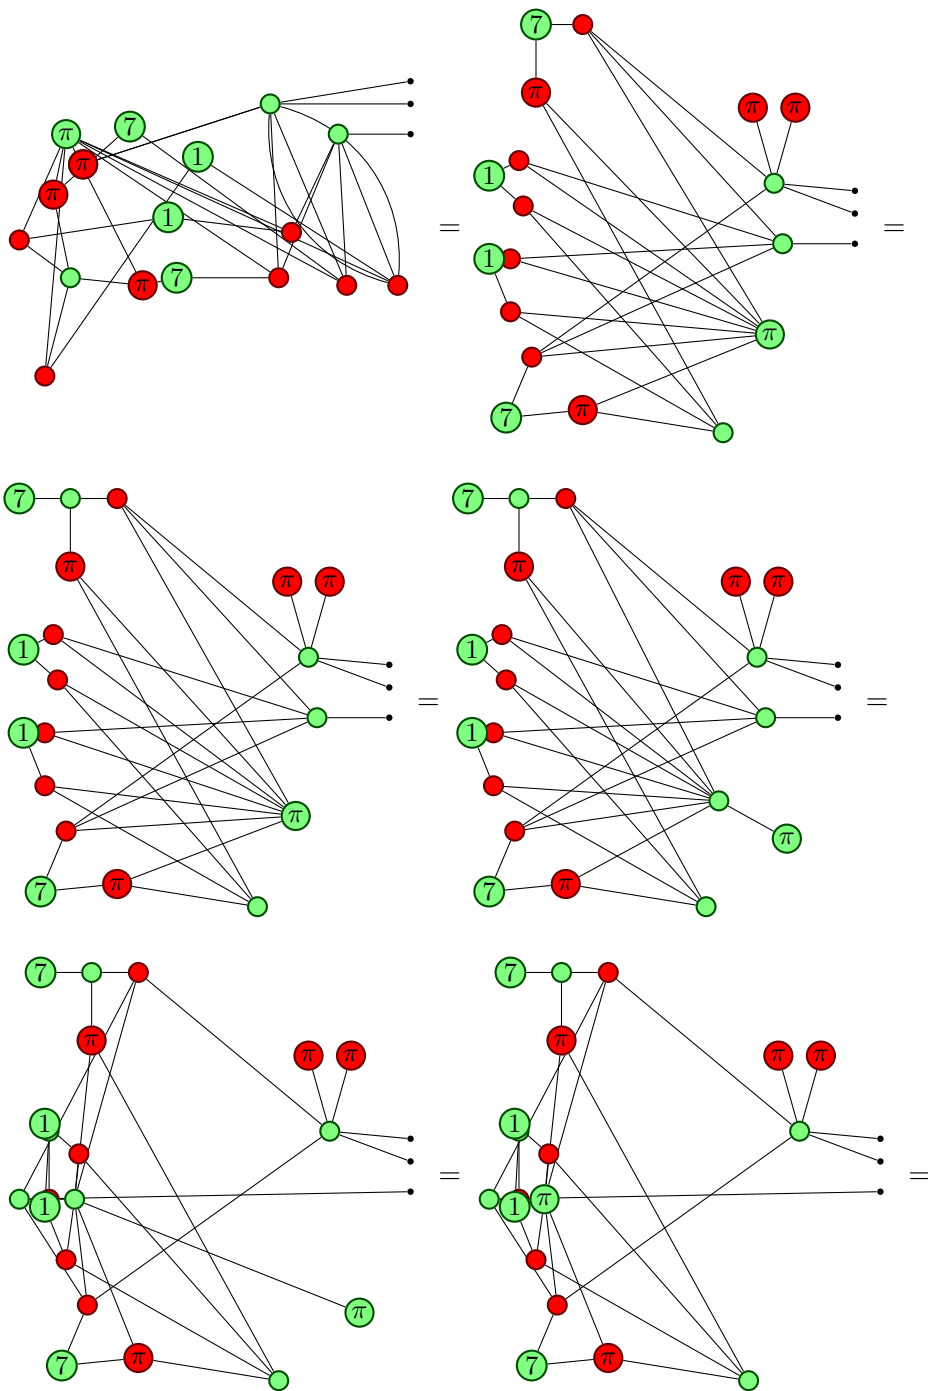 7
π π
π 7
π 1
π
1 1
= =
1
π 7
π
7 π
7 7
π π π π π π
1 1
= =
1 1
π
π
7 π 7 π
7 7
π π π π π π
1 1
= =
1 1 π
π
7 π 7 π